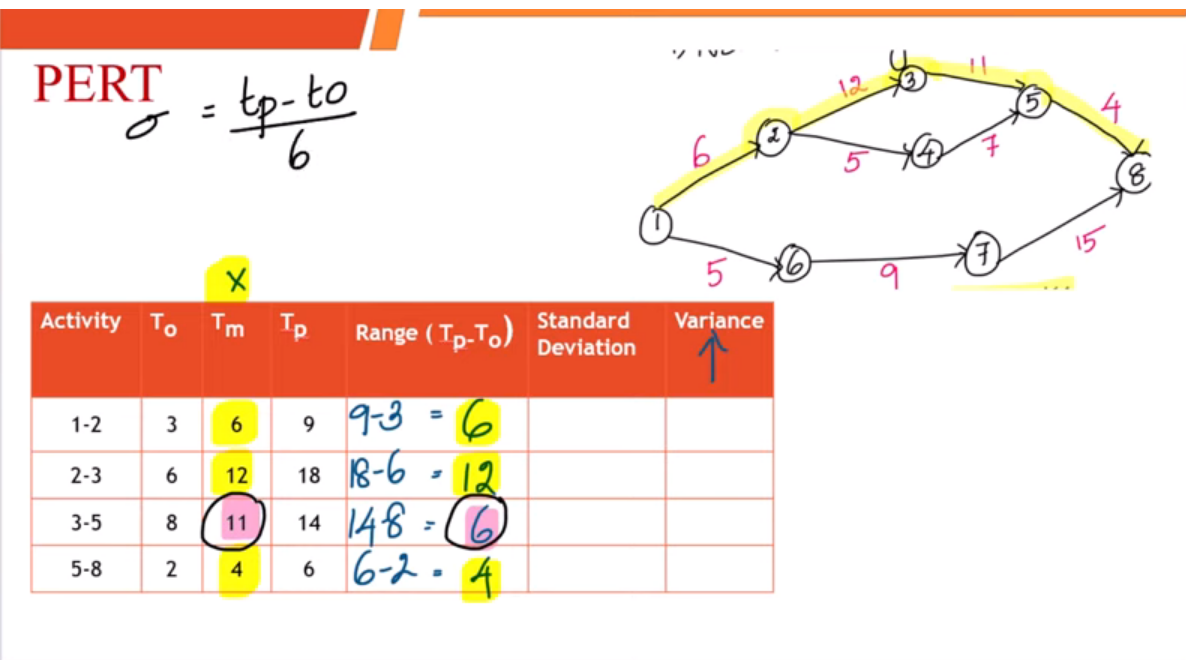 PERT
σ = tp-to
6
6
12
11
4
5
7
5
9
15
1
2
3
4
5
6
7
8
X
Activity To Tm Tp Range (Tp-To) Standard Deviation Variance
1-2 3 6 9 9-3 = 6
2-3 6 12 18 18-6 = 12
3-5 8 11 14 14-8 = 6
5-8 2 4 6 6-2 = 4